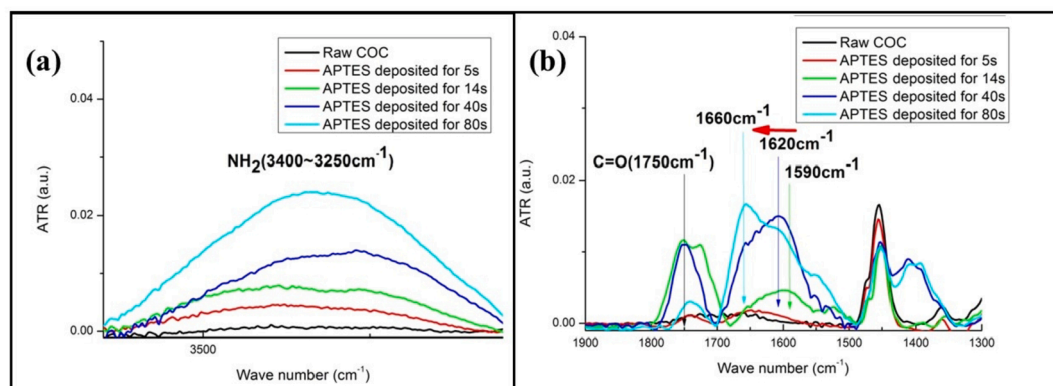 (a)
0.04
0.02
0.00
ATR (a.u.)
Raw COC
APTES deposited for 5s
APTES deposited for 14s
APTES deposited for 40s
APTES deposited for 80s
NH2(3400~3250cm-1)
3500
Wave number (cm-1)
(b)
0.04
0.02
0.00
ATR (a.u.)
Raw COC
APTES deposited for 5s
APTES deposited for 14s
APTES deposited for 40s
APTES deposited for 80s
1660cm-1
1620cm-1
C=O(1750cm-1)
1590cm-1
1900 1800 1700 1600 1500 1400 1300
Wave number (cm-1)